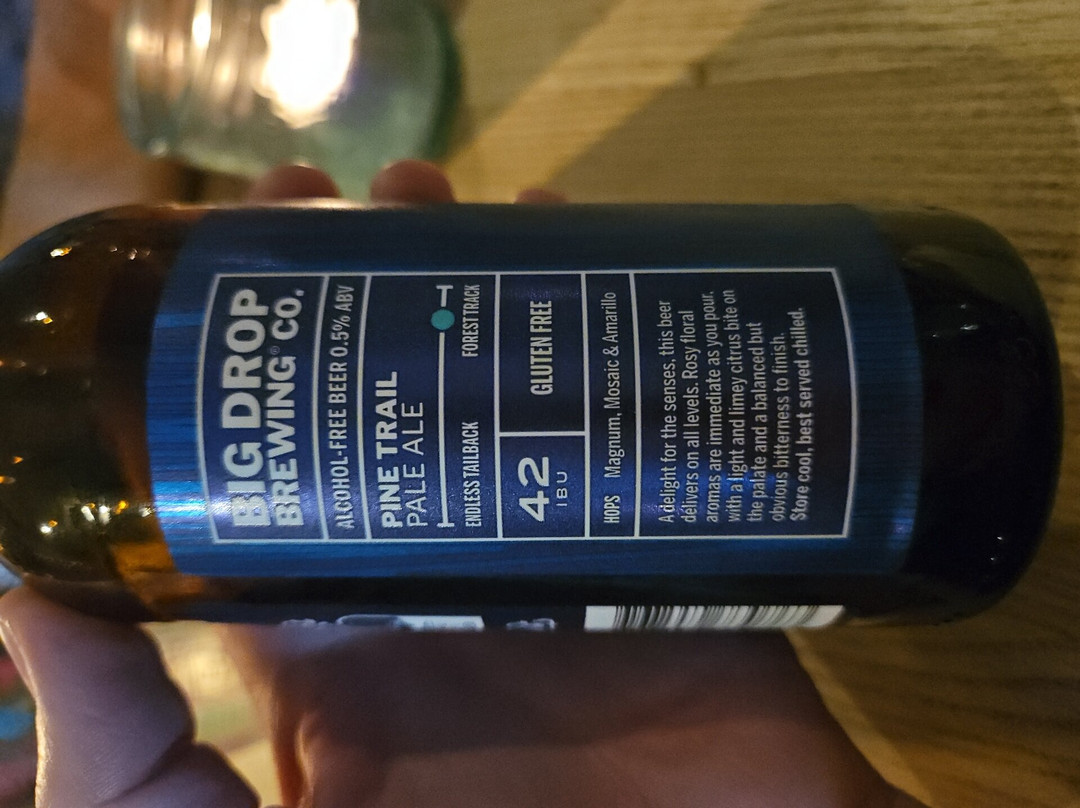 BIG DROP
BREWING® CO.
ALCOHOL-FREE BEER 0.5% ABV
PINE TRAIL
PALE ALE
ENDLESS TAILBACK FOREST TRACK
42
IBU
GLUTEN FREE
HOPS Magnum, Mosaic & Amarillo
A delight for the senses, this beer
delivers on all levels. Rosy floral
aromas are immediate as you pour,
with a light and limey citrus bite on
the palate and a balanced but
obvious bitterness to finish.
Store cool, best served chilled.